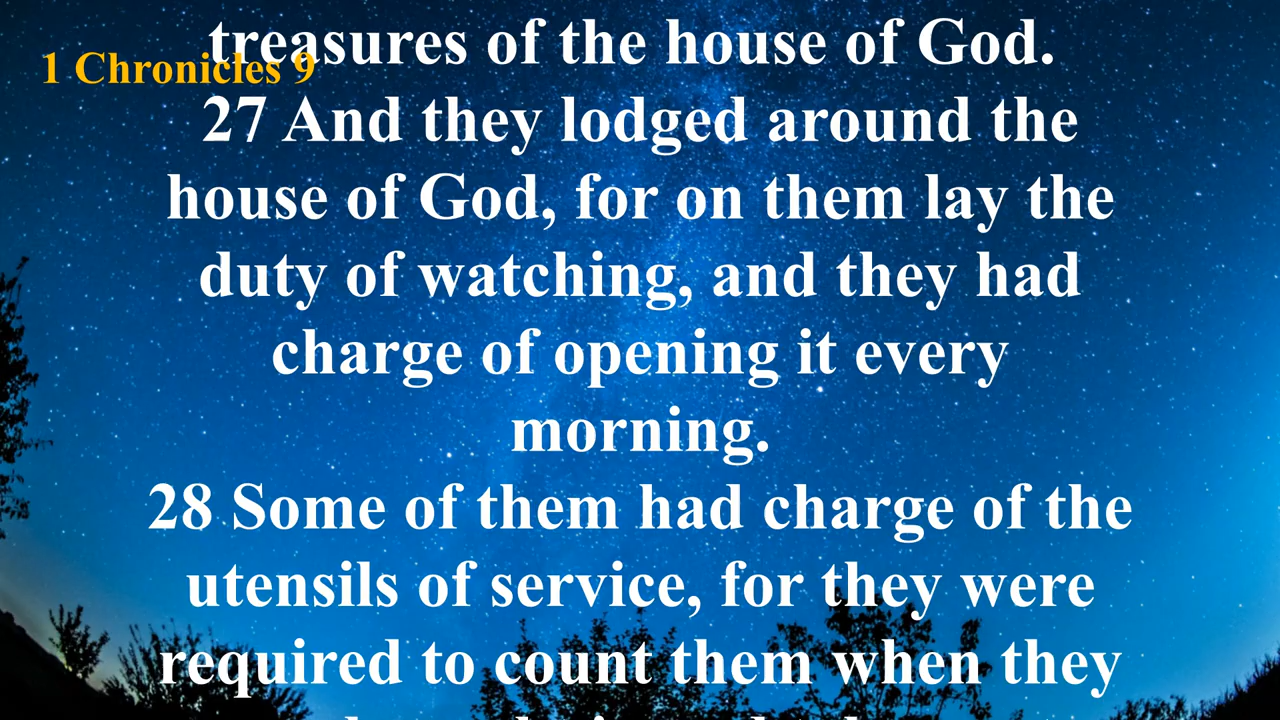 treasures of the house of God.
1 Chronicles 9
27 And they lodged around the
house of God, for on them lay the
duty of watching, and they had
charge of opening it every
morning.
28 Some of them had charge of the
utensils of service, for they were
required to count them when they